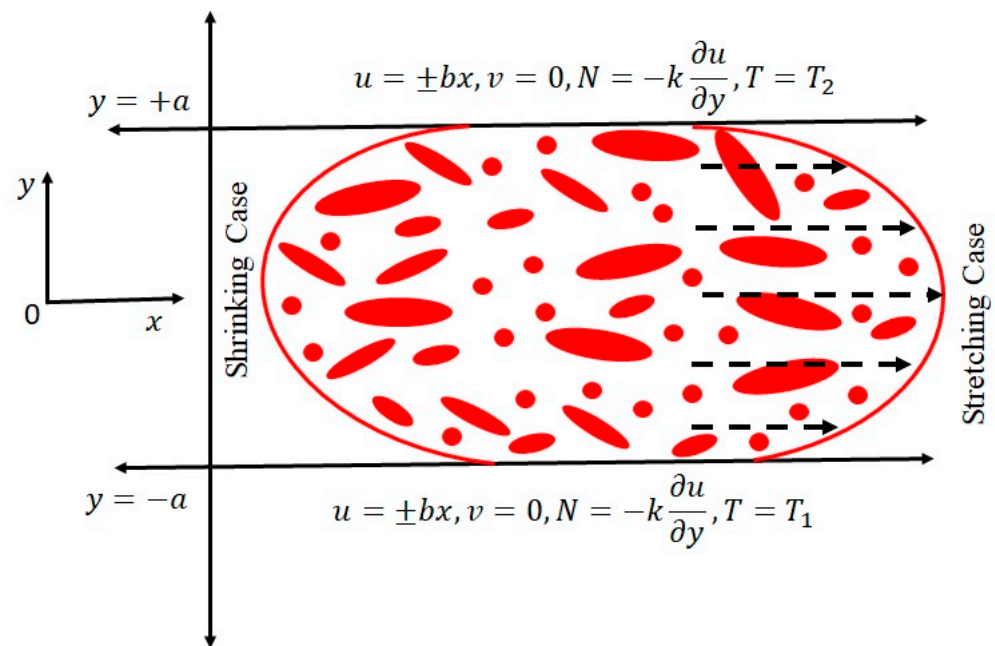 u = ±bx, v = 0, N = −k ∂u/∂y, T = T₂
y = +a
y
0
x
Shrinking Case
Stretching Case
y = −a
u = ±bx, v = 0, N = −k ∂u/∂y, T = T₁